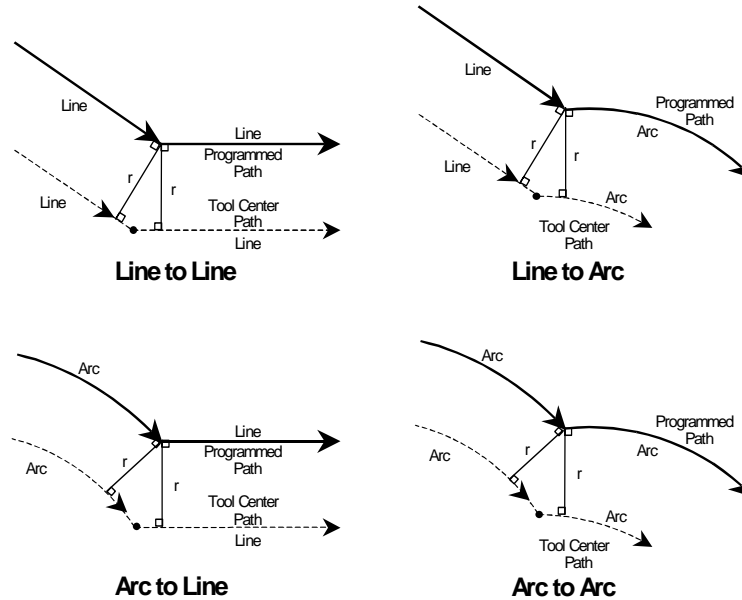 Line
Line
Programmed
Path
r
r
Line
Tool Center
Path
Line
Line to Line
Line
Programmed
Path
Arc
r
r
Line
Arc
Tool Center
Path
Line to Arc
Arc
Line
Programmed
Path
r
Arc
r
Tool Center
Path
Line
Arc to Line
Arc
Programmed
Path
Arc
r
Arc
r
Arc
Tool Center
Path
Arc to Arc